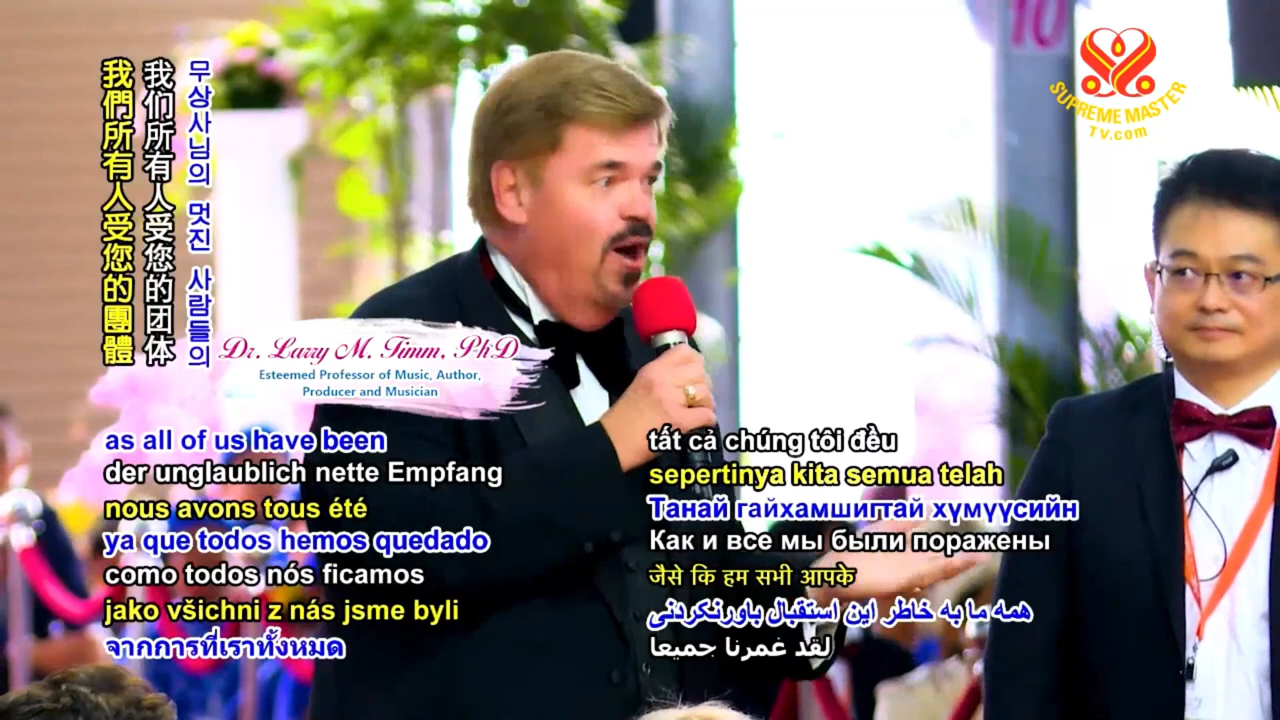 我們所有人受您的團體
我们所有人受您的团体
무상사님의 멋진 사람들의
10
SUPREME MASTER
TV.com
Dr. Larry M. Timm, PhD
Esteemed Professor of Music, Author,
Producer and Musician
as all of us have been
der unglaublich nette Empfang
nous avons tous été
ya que todos hemos quedado
como todos nós ficamos
jako všichni z nás jsme byli
จากการที่เราทั้งหมด
tất cả chúng tôi đều
sepertinya kita semua telah
Танай гайхамшигтай хүмүүсийн
Как и все мы были поражены
जैसे कि हम सभी आपके
همه ما به خاطر این استقبال باورنکردنی
لقد غمرنا جميعا